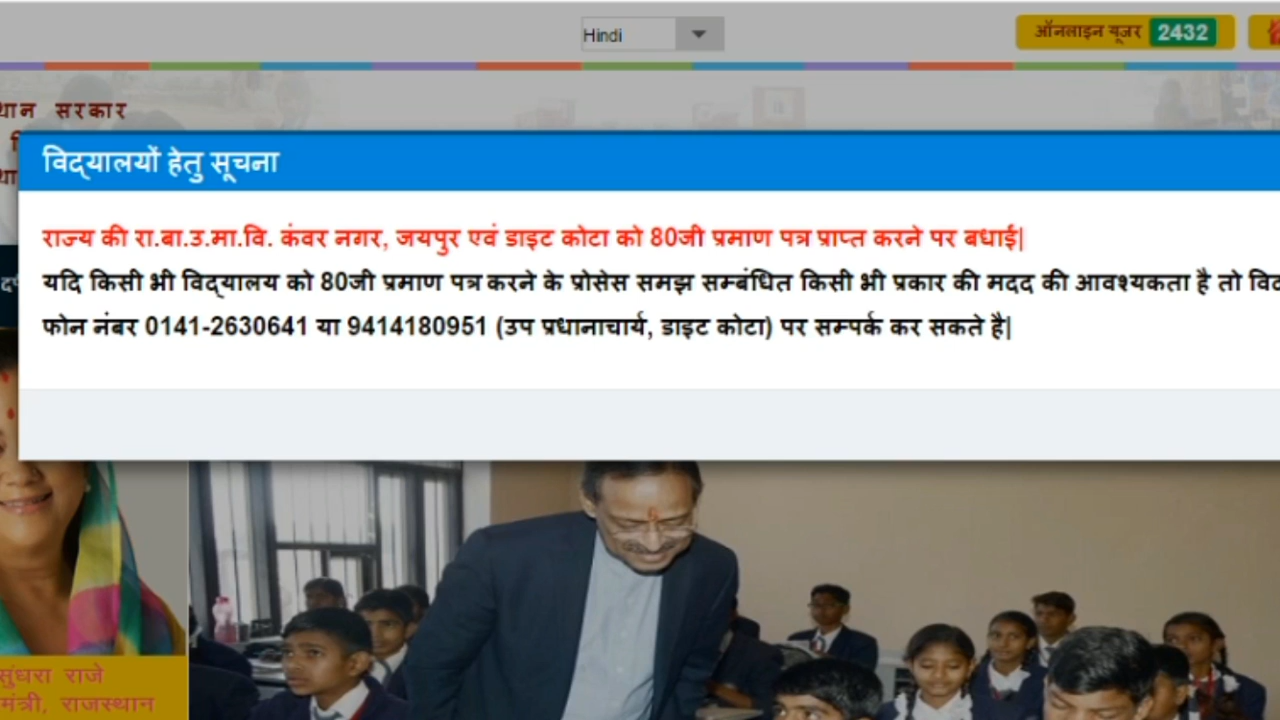 Hindi
ऑनलाइन यूजर 2432
सरकार
विद्यालयों हेतु सूचना
राज्य की रा.बा.उ.मा.वि. कंवर नगर, जयपुर एवं डाइट कोटा को 80जी प्रमाण पत्र प्राप्त करने पर बधाई|
यदि किसी भी विद्यालय को 80जी प्रमाण पत्र करने के प्रोसेस समझ सम्बंधित किसी भी प्रकार की मदद की आवश्यकता है तो
फोन नंबर 0141-2630641 या 9414180951 (उप प्रधानाचार्य, डाइट कोटा) पर सम्पर्क कर सकते है|
राजे
राजस्थान